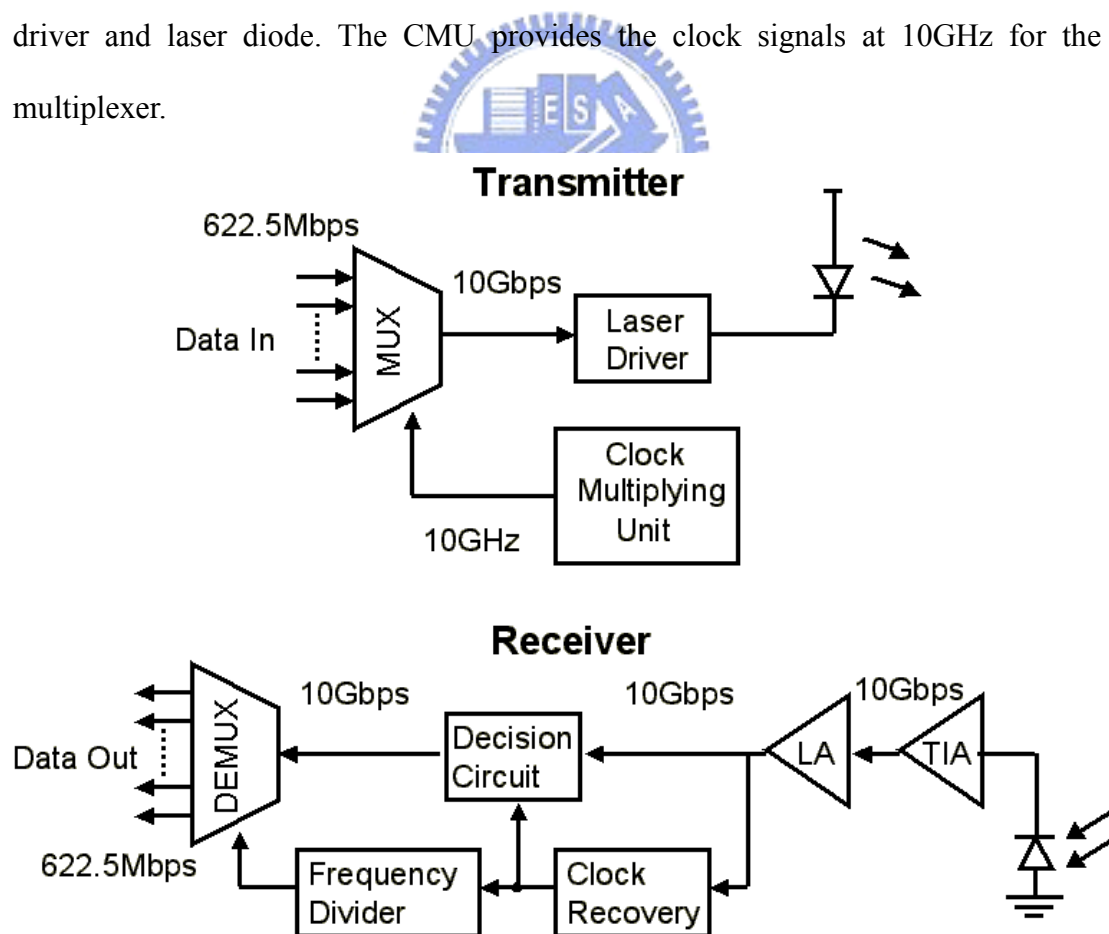 driver and laser diode. The CMU provides the clock signals at 10GHz for the
multiplexer.
E S A
Transmitter
622.5Mbps
10Gbps
Data In
MUX
Laser
Driver
Clock
Multiplying
Unit
10GHz
Receiver
10Gbps
10Gbps
10Gbps
Data Out
DEMUX
Decision
Circuit
LA
TIA
622.5Mbps
Frequency
Divider
Clock
Recovery